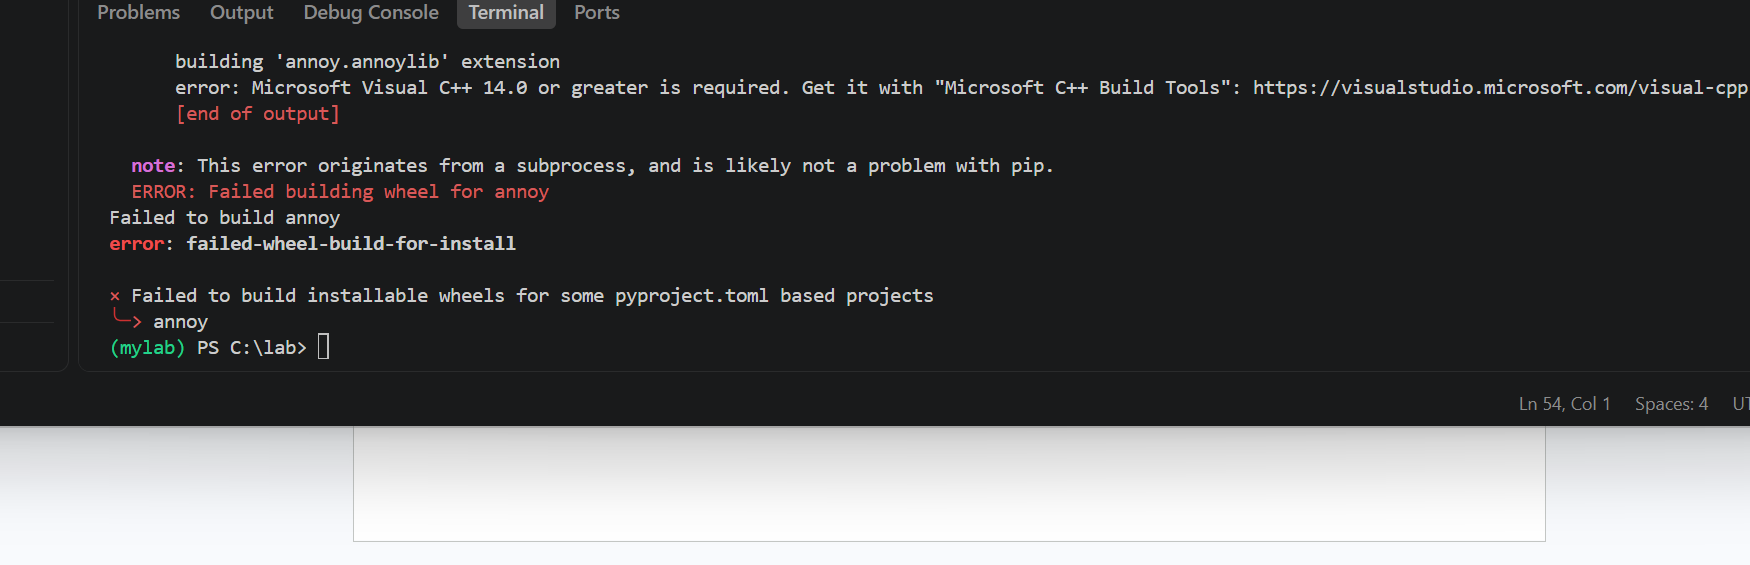 Problems Output Debug Console Terminal Ports
building 'annoy.annoylib' extension
error: Microsoft Visual C++ 14.0 or greater is required. Get it with "Microsoft C++ Build Tools": https://visualstudio.microsoft.com/visual-cpp
[end of output]
note: This error originates from a subprocess, and is likely not a problem with pip.
ERROR: Failed building wheel for annoy
Failed to build annoy
error: failed-wheel-build-for-install
× Failed to build installable wheels for some pyproject.toml based projects
╰─> annoy
(mylab) PS C:\lab>
Ln 54, Col 1 Spaces: 4 UT